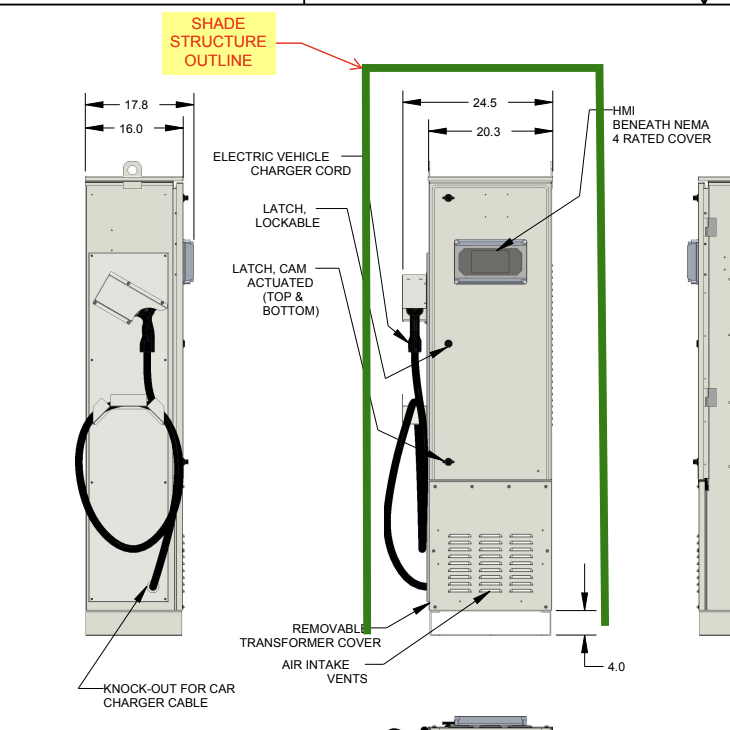 SHADE
STRUCTURE
OUTLINE
17.8
16.0
24.5
20.3
HMI
BENEATH NEMA
4 RATED COVER
ELECTRIC VEHICLE
CHARGER CORD
LATCH,
LOCKABLE
LATCH, CAM
ACTUATED
(TOP &
BOTTOM)
REMOVABLE
TRANSFORMER COVER
AIR INTAKE
VENTS
4.0
KNOCK-OUT FOR CAR
CHARGER CABLE